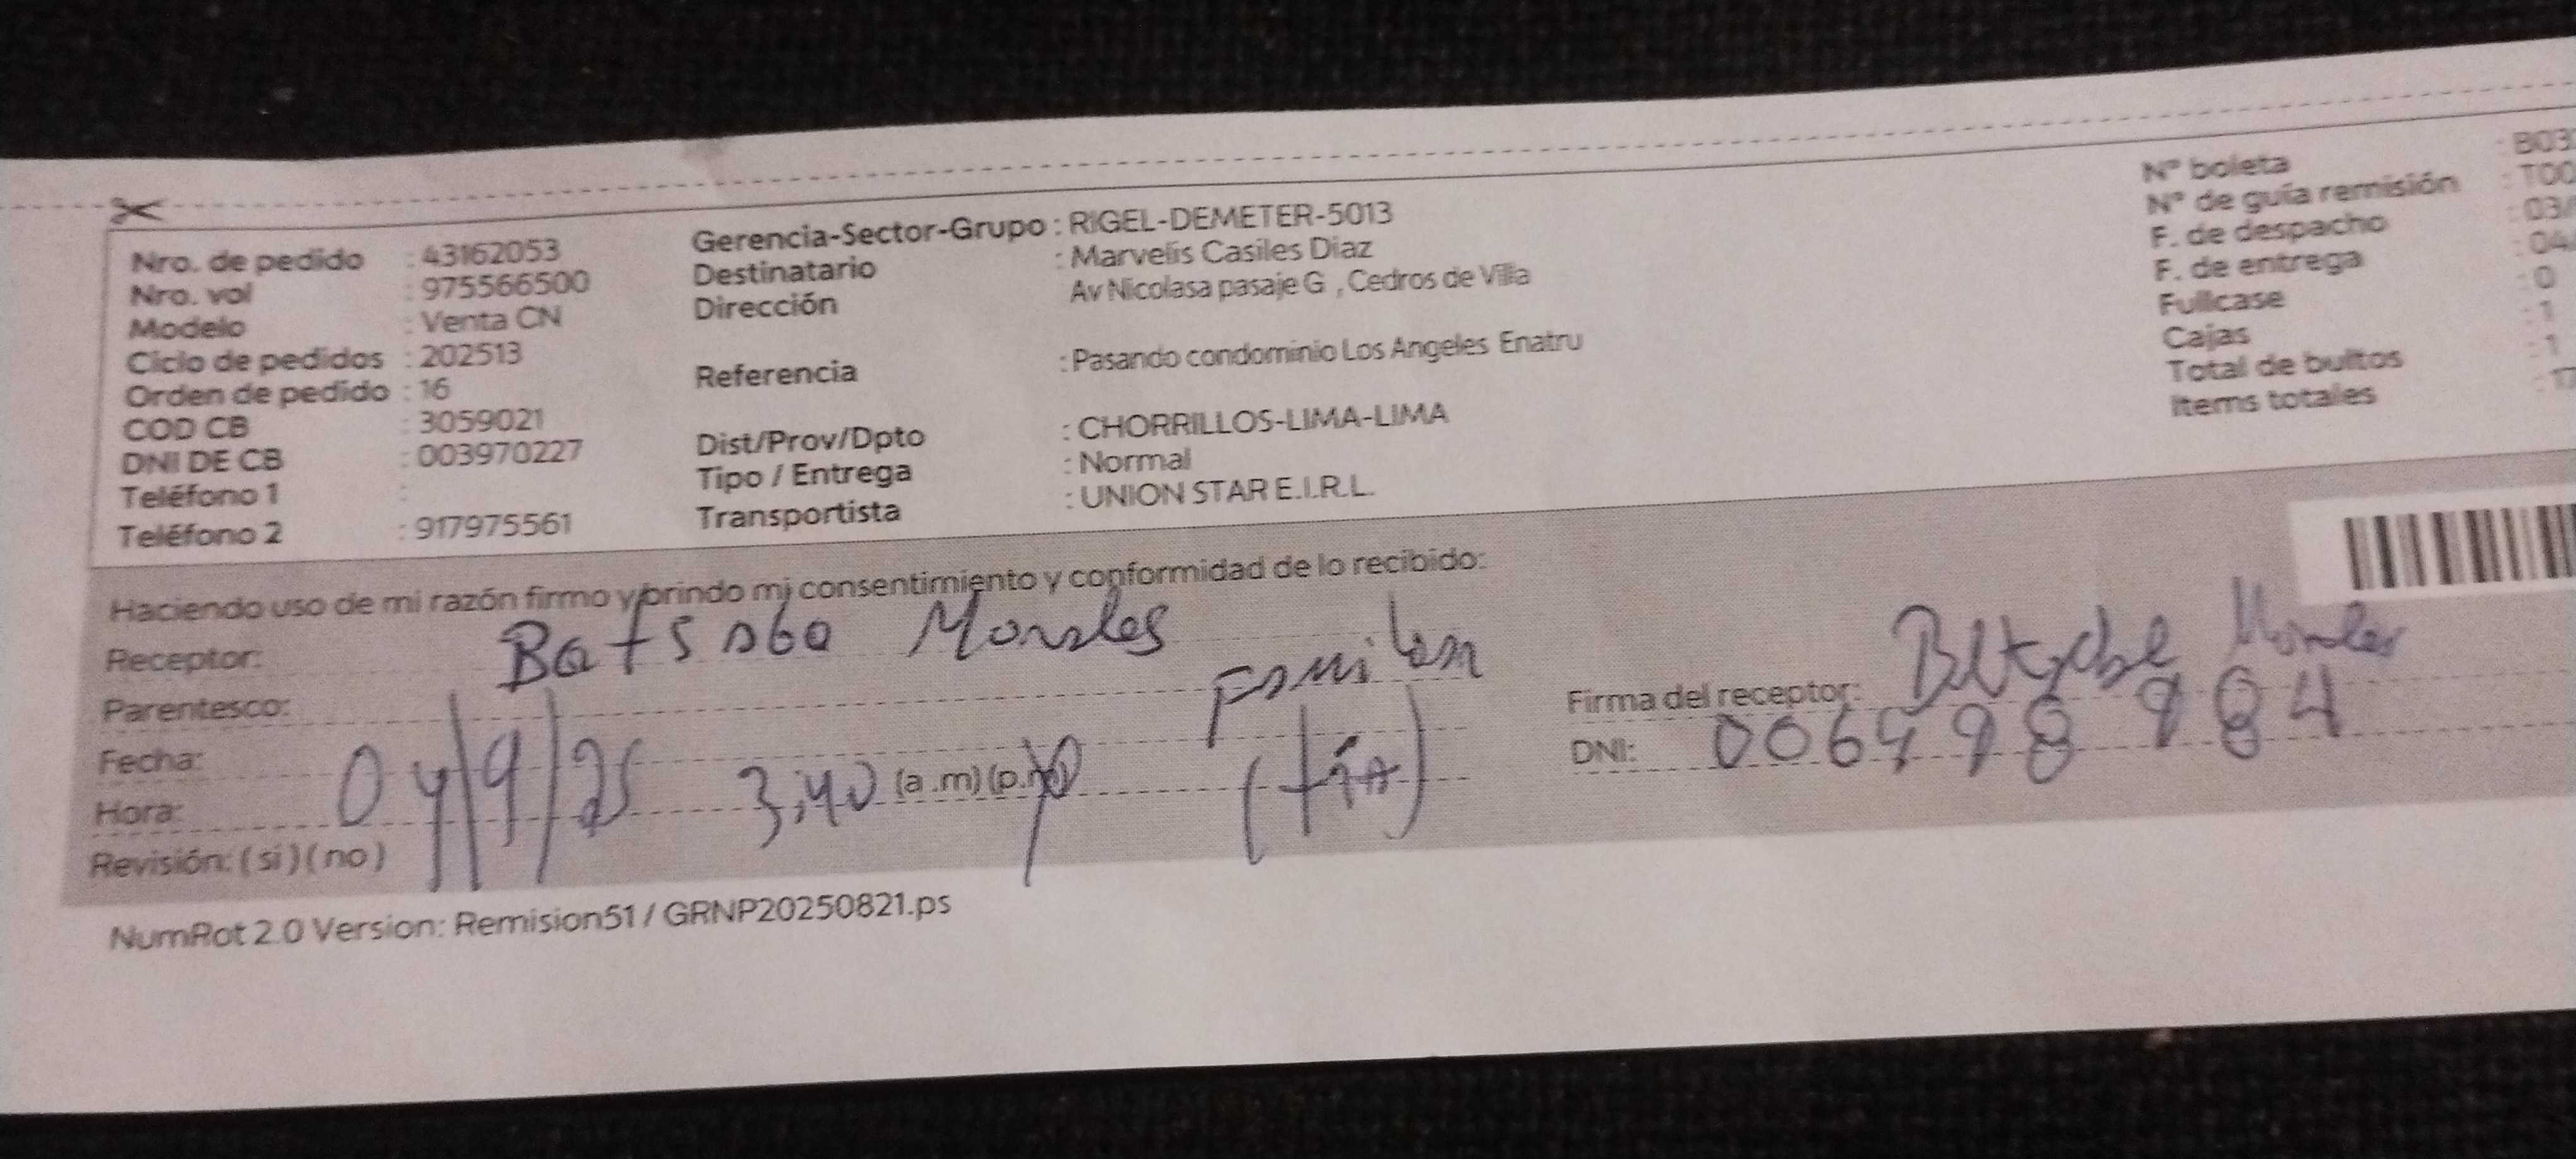 Nro. de pedido : 43162053
Nro. vol : 975566500
Modelo : Venta CN
Ciclo de pedidos : 202513
Orden de pedido : 16
COD CB : 3059021
DNI DE CB : 003970227
Teléfono 1 :
Teléfono 2 : 917975561
Gerencia-Sector-Grupo : RIGEL-DEMETER-5013
Destinatario : Marvelis Casiles Diaz
Dirección Av Nicolasa pasaje G , Cedros de Villa
Referencia : Pasando condominio Los Angeles Enatru
Dist/Prov/Dpto : CHORRILLOS-LIMA-LIMA
Tipo / Entrega : Normal
Transportista : UNION STAR E.I.R.L.
N° boleta : B03
N° de guía remisión : T00
F. de despacho : 03/
F. de entrega : 04/
Fullcase : 0
Cajas : 1
Total de bultos : 1
Items totales : 17
Haciendo uso de mi razón firmo y brindo mi consentimiento y conformidad de lo recibido:
Receptor: Morales
Parentesco: Familiar
(tía)
Fecha: 04/9/25
Hora: 3:40 (a.m) (p.m)
Revisión: (si) (no)
Firma del receptor: Morales
DNI:
NumRot 2.0 Version: Remision51 / GRNP20250821.ps